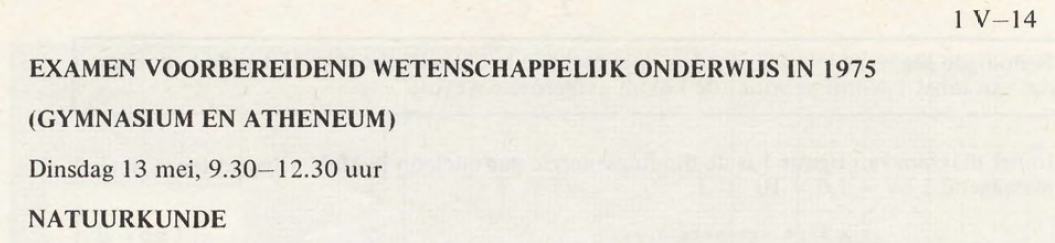 1 V–14
EXAMEN VOORBEREIDEND WETENSCHAPPELIJK ONDERWIJS IN 1975
(GYMNASIUM EN ATHENEUM)
Dinsdag 13 mei, 9.30–12.30 uur
NATUURKUNDE